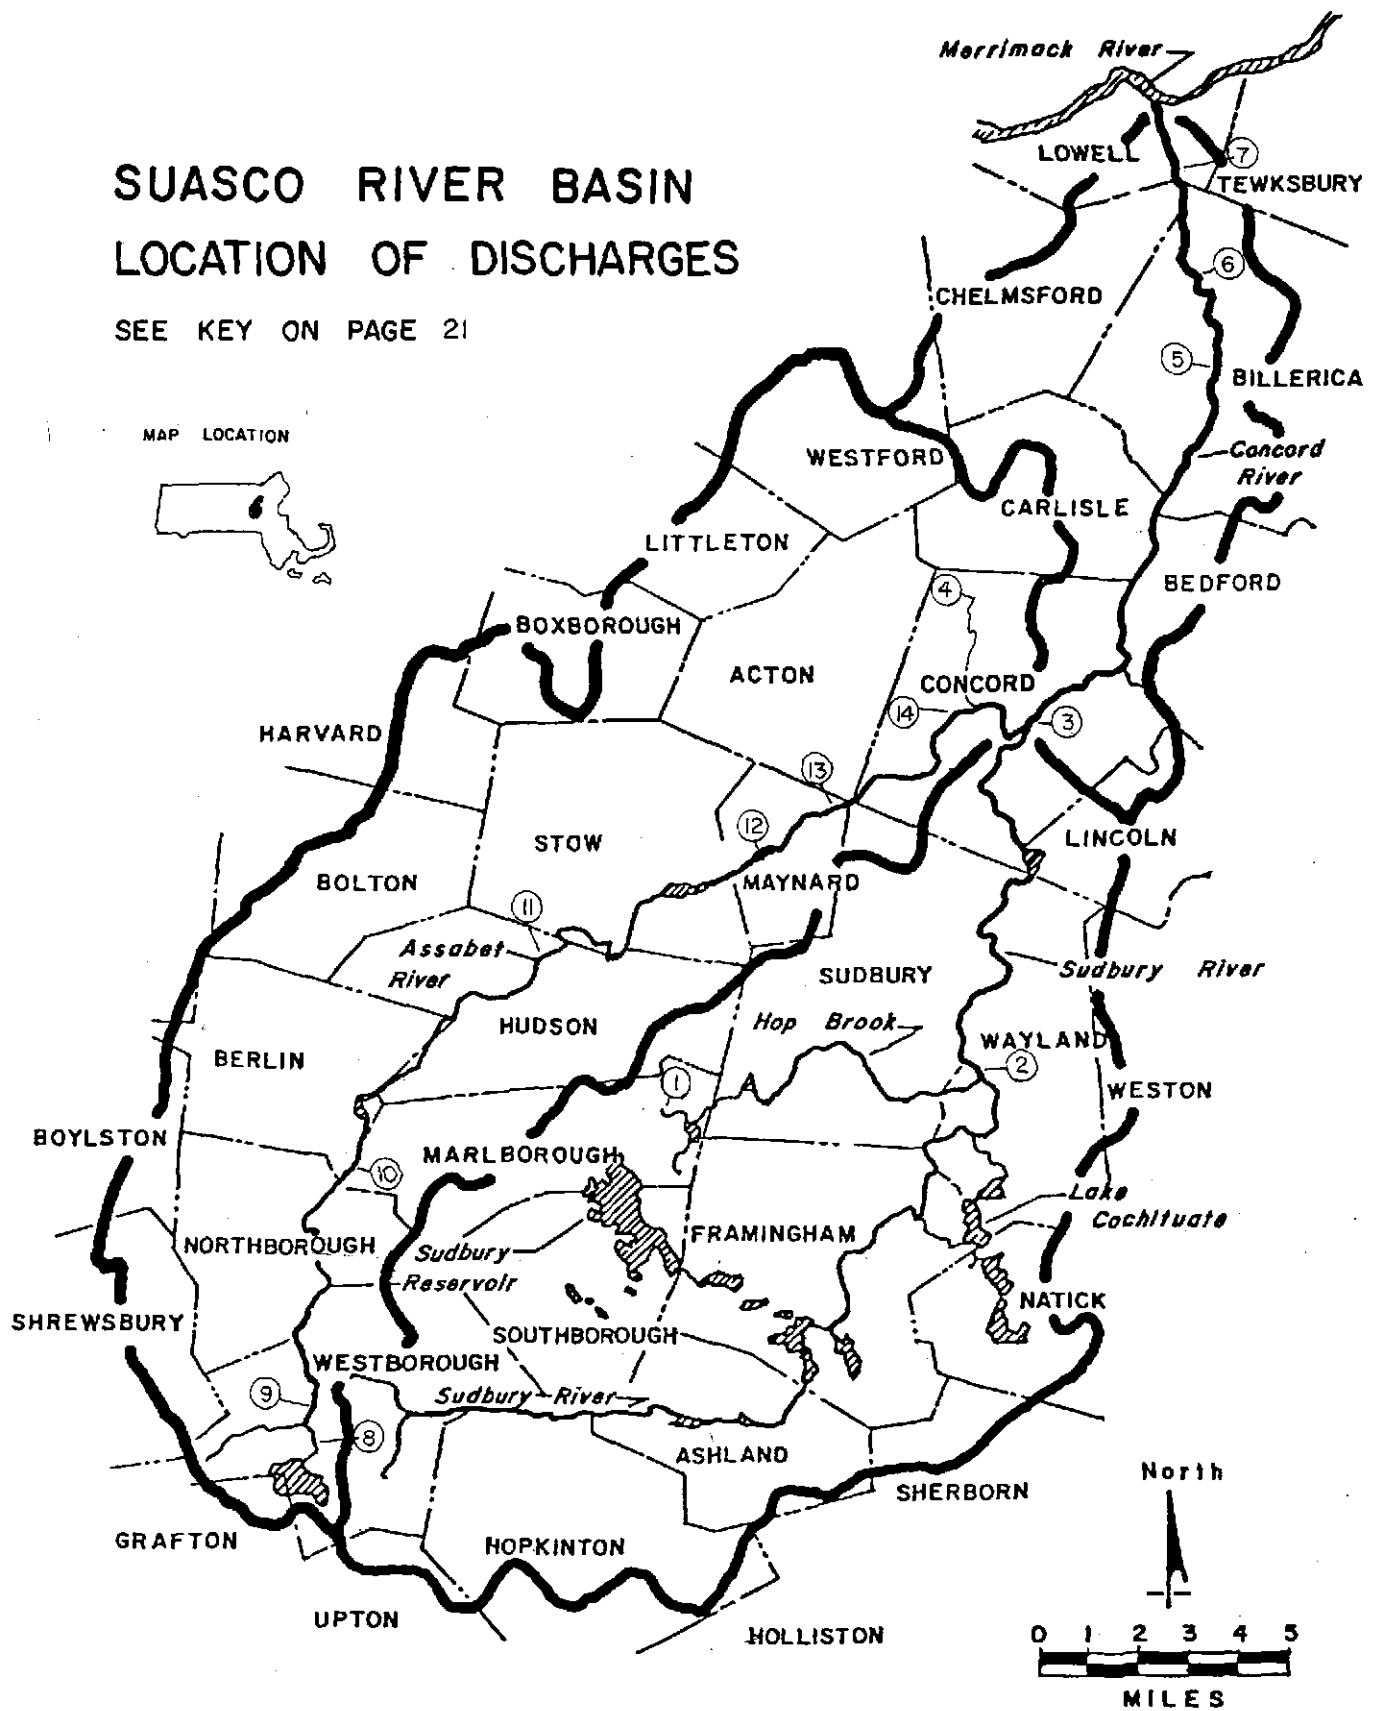 Merrimack River
LOWELL
7
TEWKSBURY
SUASCO RIVER BASIN
LOCATION OF DISCHARGES
SEE KEY ON PAGE 21
6
CHELMSFORD
5
BILLERICA
MAP LOCATION
WESTFORD
Concord
River
CARLISLE
LITTLETON
4
BEDFORD
BOXBOROUGH
ACTON
CONCORD
14
3
HARVARD
13
12
STOW
LINCOLN
BOLTON
MAYNARD
11
Assabet
River
SUDBURY
Sudbury River
HUDSON
Hop Brook
BERLIN
WAYLAND
2
1
WESTON
BOYLSTON
MARLBOROUGH
10
Lake
Cochituate
NORTHBOROUGH
Sudbury
Reservoir
FRAMINGHAM
NATICK
SHREWSBURY
SOUTHBOROUGH
WESTBOROUGH
9
Sudbury River
8
ASHLAND
SHERBORN
North
GRAFTON
HOPKINTON
UPTON
HOLLISTON
0 1 2 3 4 5
MILES